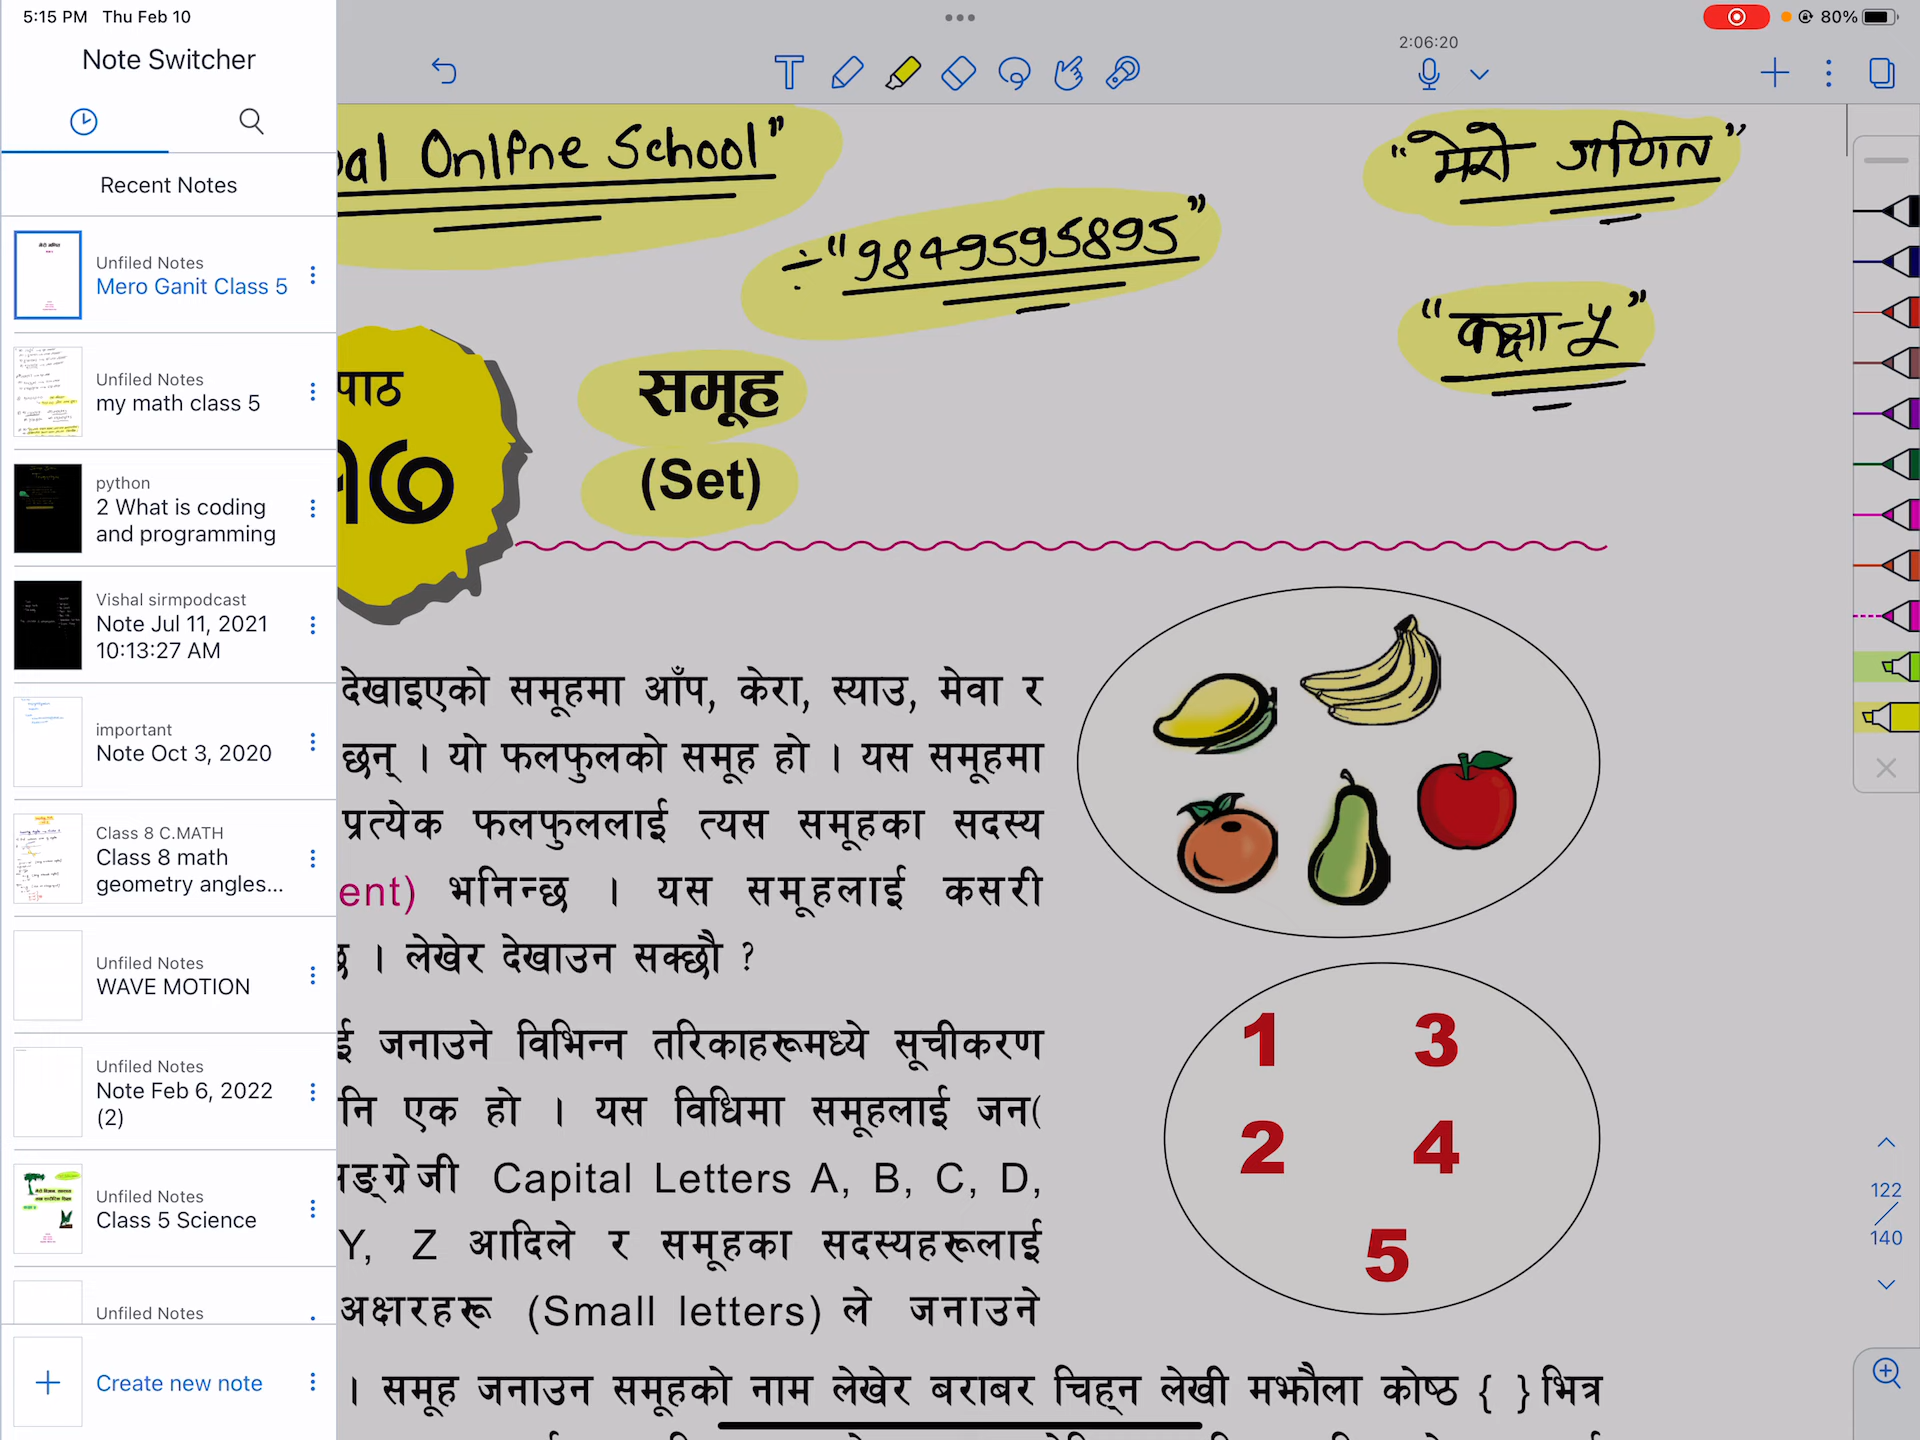 5:15 PM Thu Feb 10
80%
Note Switcher
2:06:20
Recent Notes
Unfiled Notes
Mero Ganit Class 5
Unfiled Notes
my math class 5
python
2 What is coding
and programming
Vishal sirmpodcast
Note Jul 11, 2021
10:13:27 AM
important
Note Oct 3, 2020
Class 8 C.MATH
Class 8 math
geometry angles...
Unfiled Notes
WAVE MOTION
Unfiled Notes
Note Feb 6, 2022
(2)
Unfiled Notes
Class 5 Science
Unfiled Notes
Create new note
Online School"
"मेरो गणित"
÷"9849595895"
"कक्षा-५"
पाठ
समूह
(Set)
देखाइएको समूहमा आँप, केरा, स्याउ, मेवा र
छन् । यो फलफुलको समूह हो । यस समूहमा
प्रत्येक फलफुललाई त्यस समूहका सदस्य
ent) भनिन्छ । यस समूहलाई कसरी
। लेखेर देखाउन सक्छौ ?
जनाउने विभिन्न तरिकाहरूमध्ये सूचीकरण
नि एक हो । यस विधिमा समूहलाई जन(
Capital Letters A, B, C, D,
Y, Z आदिले र समूहका सदस्यहरूलाई
अक्षरहरू (Small letters) ले जनाउने
। समूह जनाउन समूहको नाम लेखेर बराबर चिह्न लेखी मझौला कोष्ठ { } भित्र
1 3
2 4
5
122
/
140